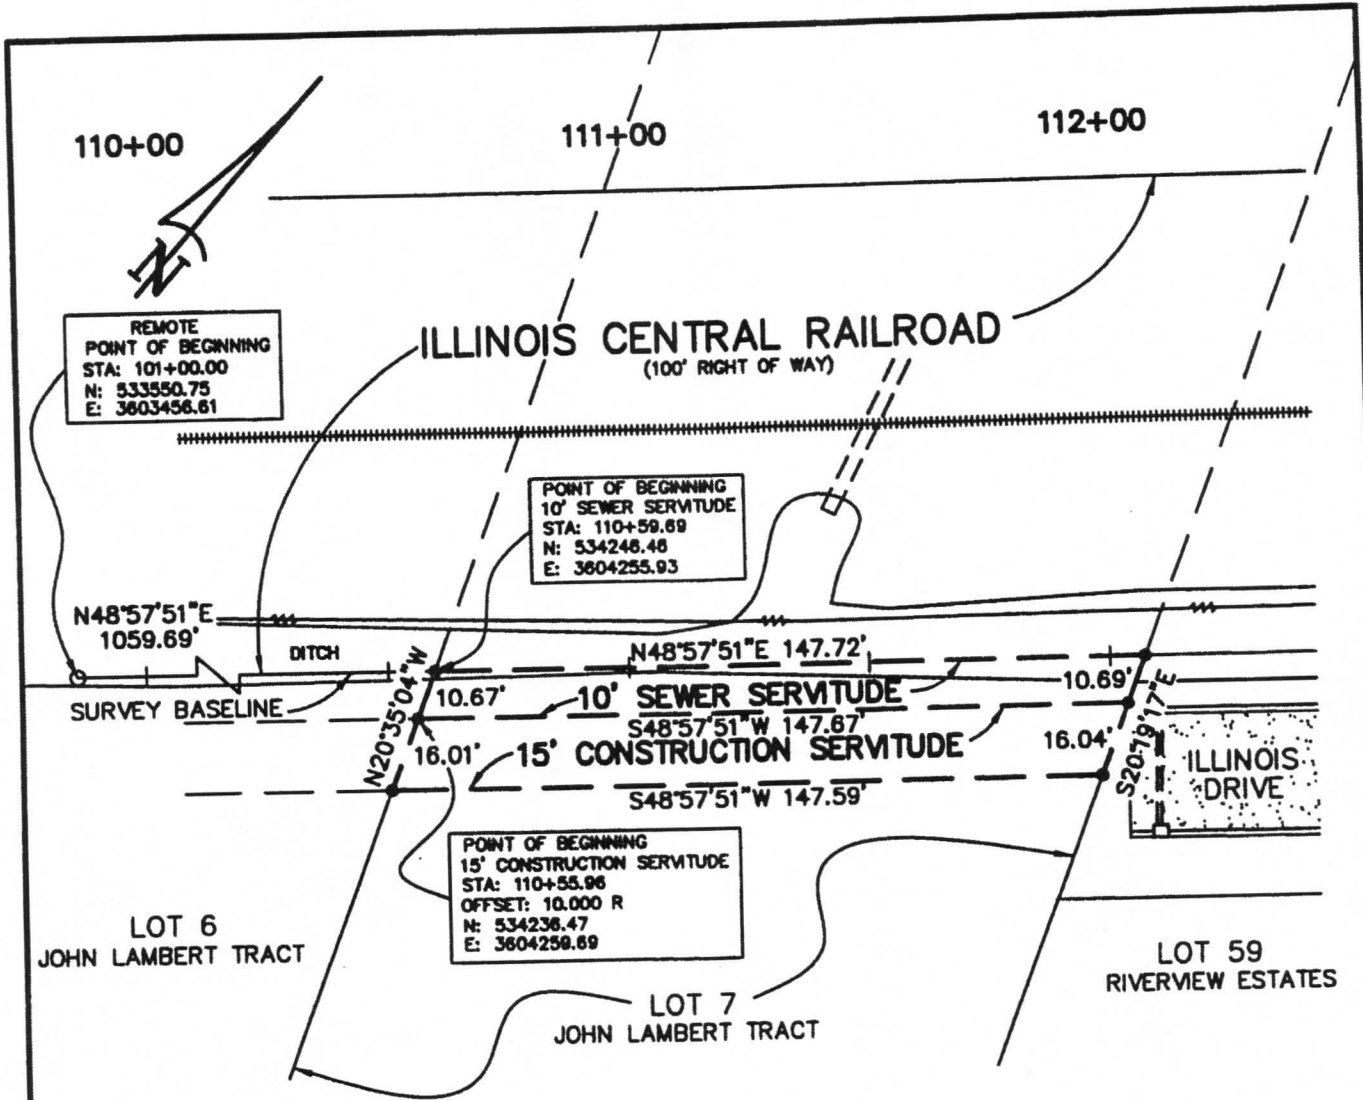 110+00
111+00
112+00
N
REMOTE
POINT OF BEGINNING
STA: 101+00.00
N: 533550.75
E: 3603456.61
ILLINOIS CENTRAL RAILROAD
(100' RIGHT OF WAY)
POINT OF BEGINNING
10' SEWER SERVITUDE
STA: 110+59.69
N: 534246.46
E: 3604255.93
N48°57'51"E
1059.69'
DITCH
SURVEY BASELINE
N20°35'04"W
N48°57'51"E 147.72'
10.67'
10' SEWER SERVITUDE
10.69'
S48°57'51"W 147.67'
16.01'
15' CONSTRUCTION SERVITUDE
16.04'
S20°19'17"E
S48°57'51"W 147.59'
ILLINOIS
DRIVE
POINT OF BEGINNING
15' CONSTRUCTION SERVITUDE
STA: 110+55.96
OFFSET: 10.000 R
N: 534236.47
E: 3604259.69
LOT 6
JOHN LAMBERT TRACT
LOT 7
JOHN LAMBERT TRACT
LOT 59
RIVERVIEW ESTATES